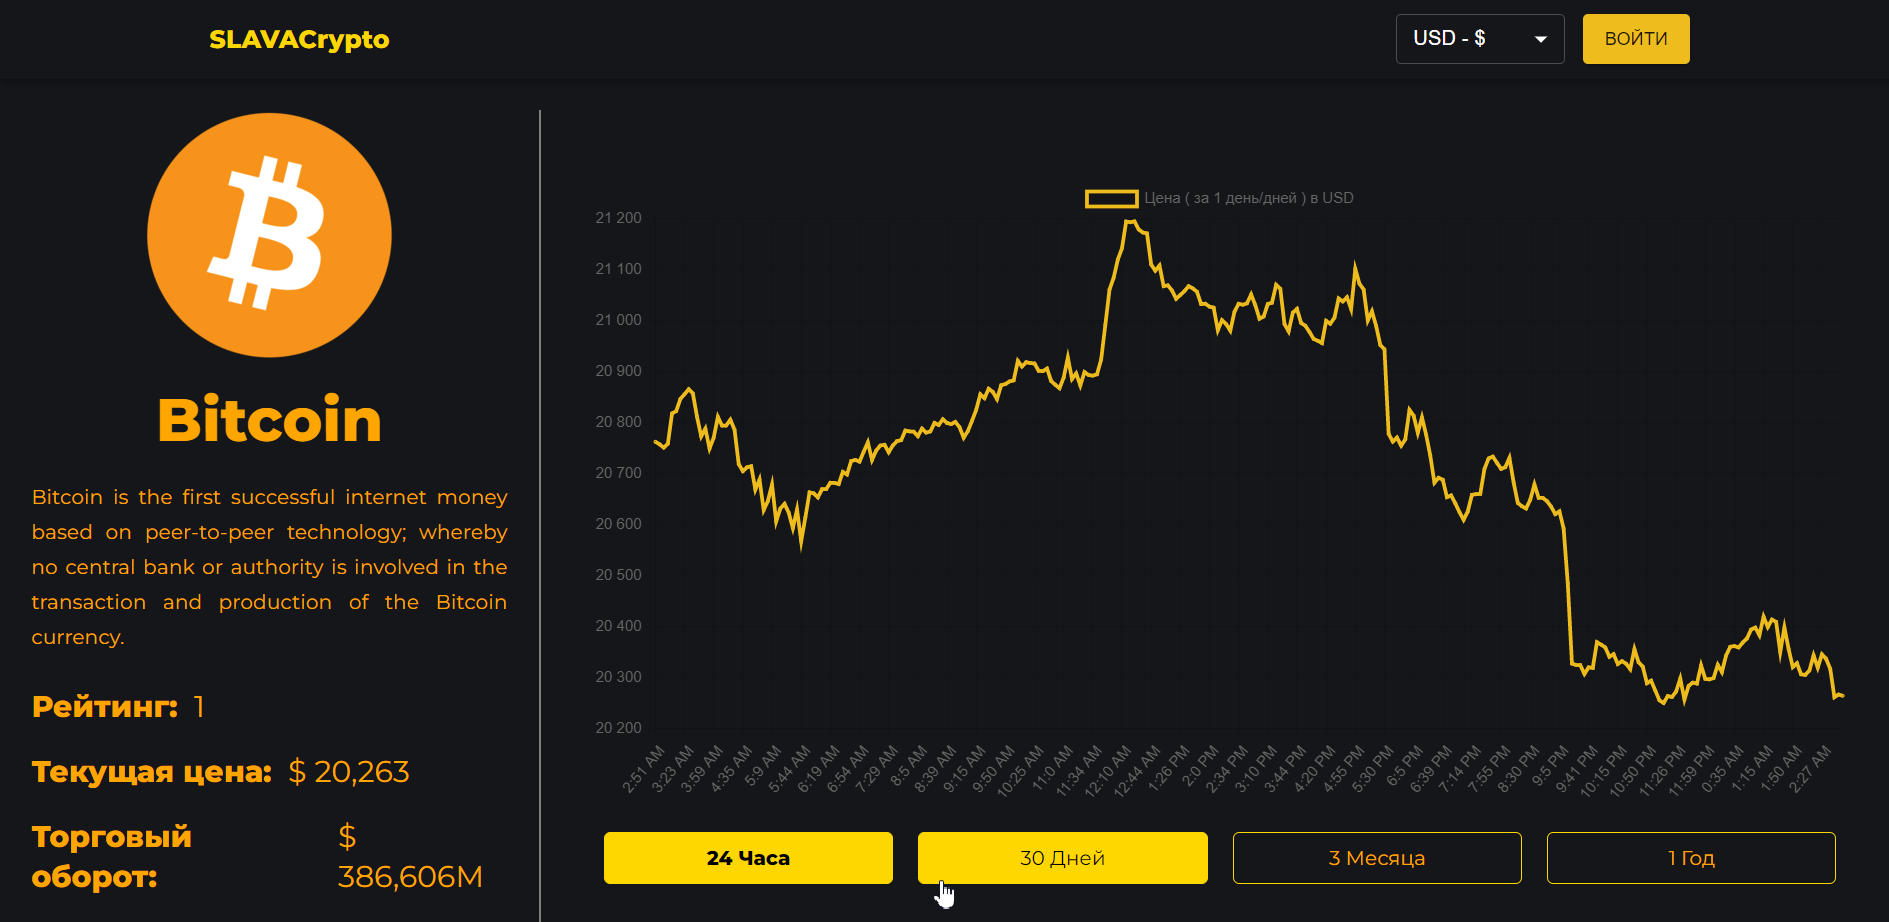 SLAVACrypto
USD - $
ВОЙТИ
Bitcoin
Bitcoin is the first successful internet money
based on peer-to-peer technology; whereby
no central bank or authority is involved in the
transaction and production of the Bitcoin
currency.
Рейтинг: 1
Текущая цена: $ 20,263
Торговый оборот: $ 386,606M
Цена ( за 1 день/дней ) в USD
21 200
21 100
21 000
20 900
20 800
20 700
20 600
20 500
20 400
20 300
20 200
2:51 AM
3:23 AM
3:59 AM
4:35 AM
5:9 AM
5:44 AM
6:19 AM
6:54 AM
7:29 AM
8:5 AM
8:39 AM
9:15 AM
9:50 AM
10:25 AM
11:0 AM
11:34 AM
12:10 AM
12:44 AM
1:26 PM
2:0 PM
2:34 PM
3:10 PM
3:44 PM
4:20 PM
4:55 PM
5:30 PM
6:5 PM
6:39 PM
7:14 PM
7:55 PM
8:30 PM
9:5 PM
9:41 PM
10:15 PM
10:50 PM
11:26 PM
11:59 PM
0:35 AM
1:15 AM
1:50 AM
2:27 AM
24 Часа
30 Дней
3 Месяца
1 Год